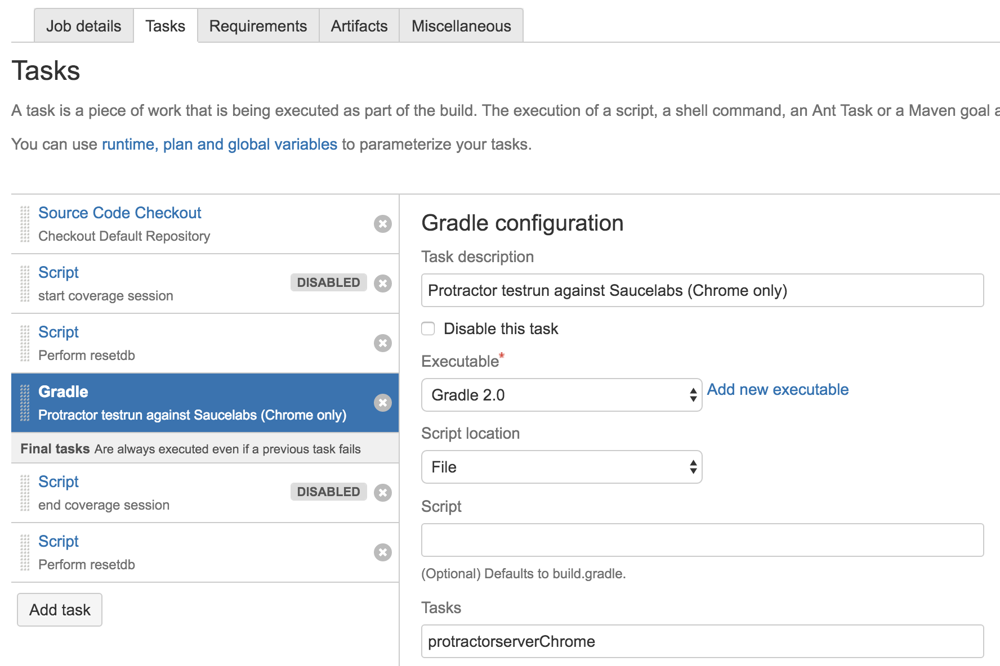 Job details
Tasks
Requirements
Artifacts
Miscellaneous
Tasks
A task is a piece of work that is being executed as part of the build. The execution of a script, a shell command, an Ant Task or a Maven goal a
You can use runtime, plan and global variables to parameterize your tasks.
Source Code Checkout
Checkout Default Repository
Script
start coverage session
DISABLED
Script
Perform resetdb
Gradle
Protractor testrun against Saucelabs (Chrome only)
Final tasks Are always executed even if a previous task fails
Script
end coverage session
DISABLED
Script
Perform resetdb
Add task
Gradle configuration
Task description
Protractor testrun against Saucelabs (Chrome only)
Disable this task
Executable*
Gradle 2.0
Add new executable
Script location
File
Script
(Optional) Defaults to build.gradle.
Tasks
protractorserverChrome